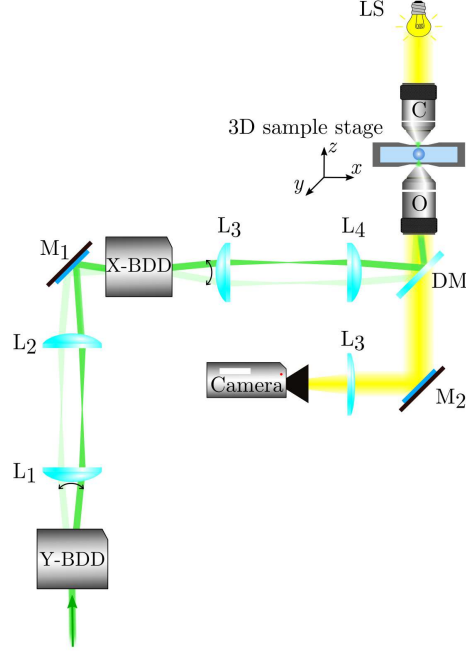 LS
C
3D sample stage
z
x
y
O
M1
X-BDD
L3
L4
DM
L2
L3
Camera
M2
L1
Y-BDD